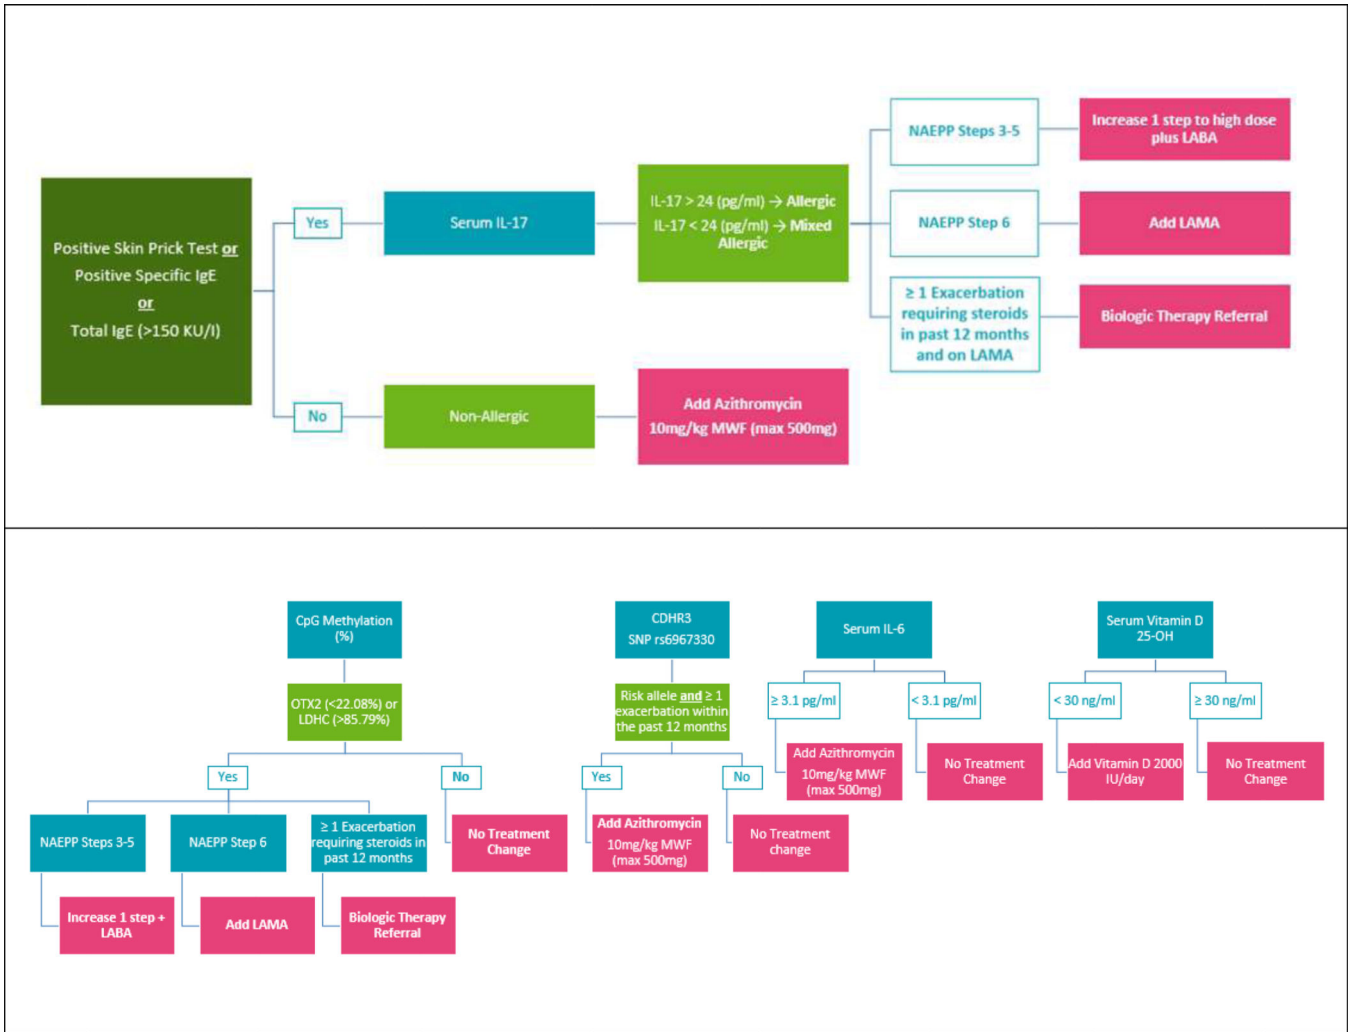 Positive Skin Prick Test or
Positive Specific IgE
or
Total IgE (>150 KU/l)
Yes
Serum IL-17
IL-17 > 24 (pg/ml) → Allergic
IL-17 < 24 (pg/ml) → Mixed
Allergic
NAEPP Steps 3-5
Increase 1 step to high dose
plus LABA
NAEPP Step 6
Add LAMA
≥ 1 Exacerbation
requiring steroids
in past 12 months
and on LAMA
Biologic Therapy Referral
No
Non-Allergic
Add Azithromycin
10mg/kg MWF (max 500mg)
CpG Methylation
(%)
OTX2 (<22.08%) or
LDHC (>85.79%)
Yes
No
NAEPP Steps 3-5
NAEPP Step 6
≥ 1 Exacerbation
requiring steroids in
past 12 months
No Treatment
Change
Increase 1 step +
LABA
Add LAMA
Biologic Therapy
Referral
CDHR3
SNP rs6967330
Risk allele and ≥ 1
exacerbation within
the past 12 months
Yes
No
Add Azithromycin
10mg/kg MWF
(max 500mg)
No Treatment
change
Serum IL-6
≥ 3.1 pg/ml
< 3.1 pg/ml
Add Azithromycin
10mg/kg MWF
(max 500mg)
No Treatment
Change
Serum Vitamin D
25-OH
< 30 ng/ml
≥ 30 ng/ml
Add Vitamin D 2000
IU/day
No Treatment
Change